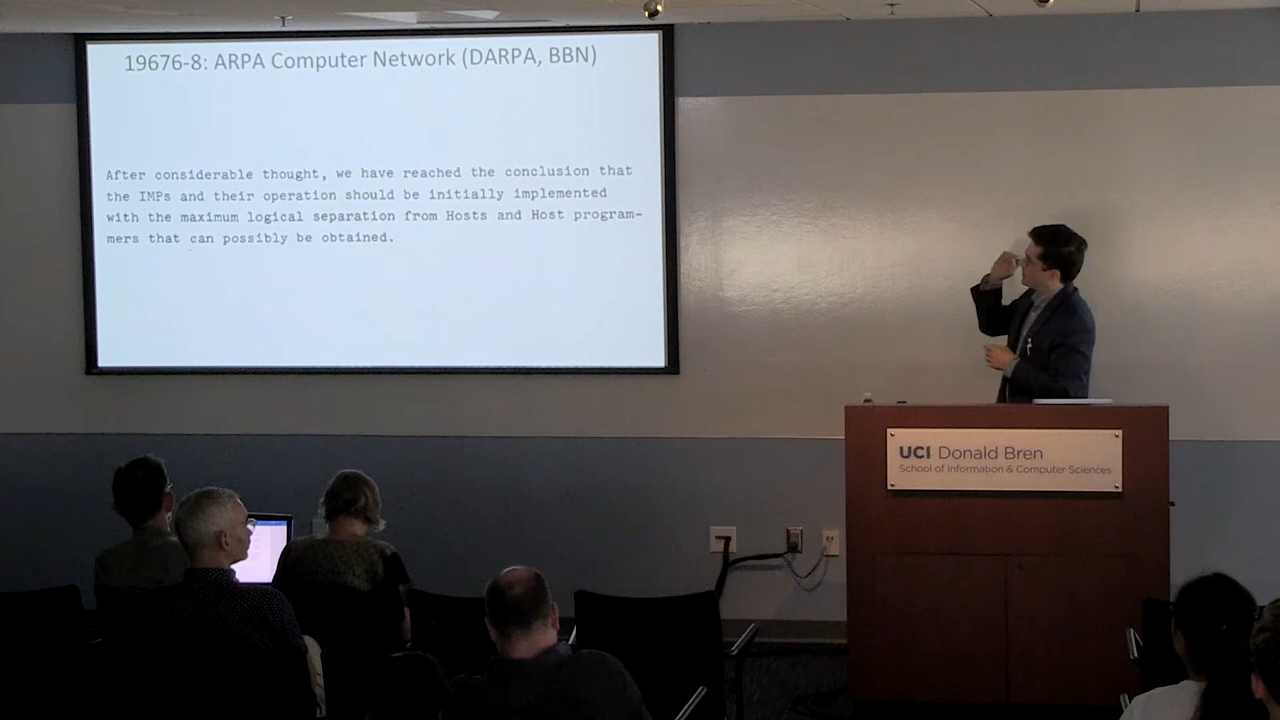 19676-8: ARPA Computer Network (DARPA, BBN)
After considerable thought, we have reached the conclusion that
the IMPs and their operation should be initially implemented
with the maximum logical separation from Hosts and Host program-
mers that can possibly be obtained.
UCI Donald Bren
School of Information & Computer Sciences